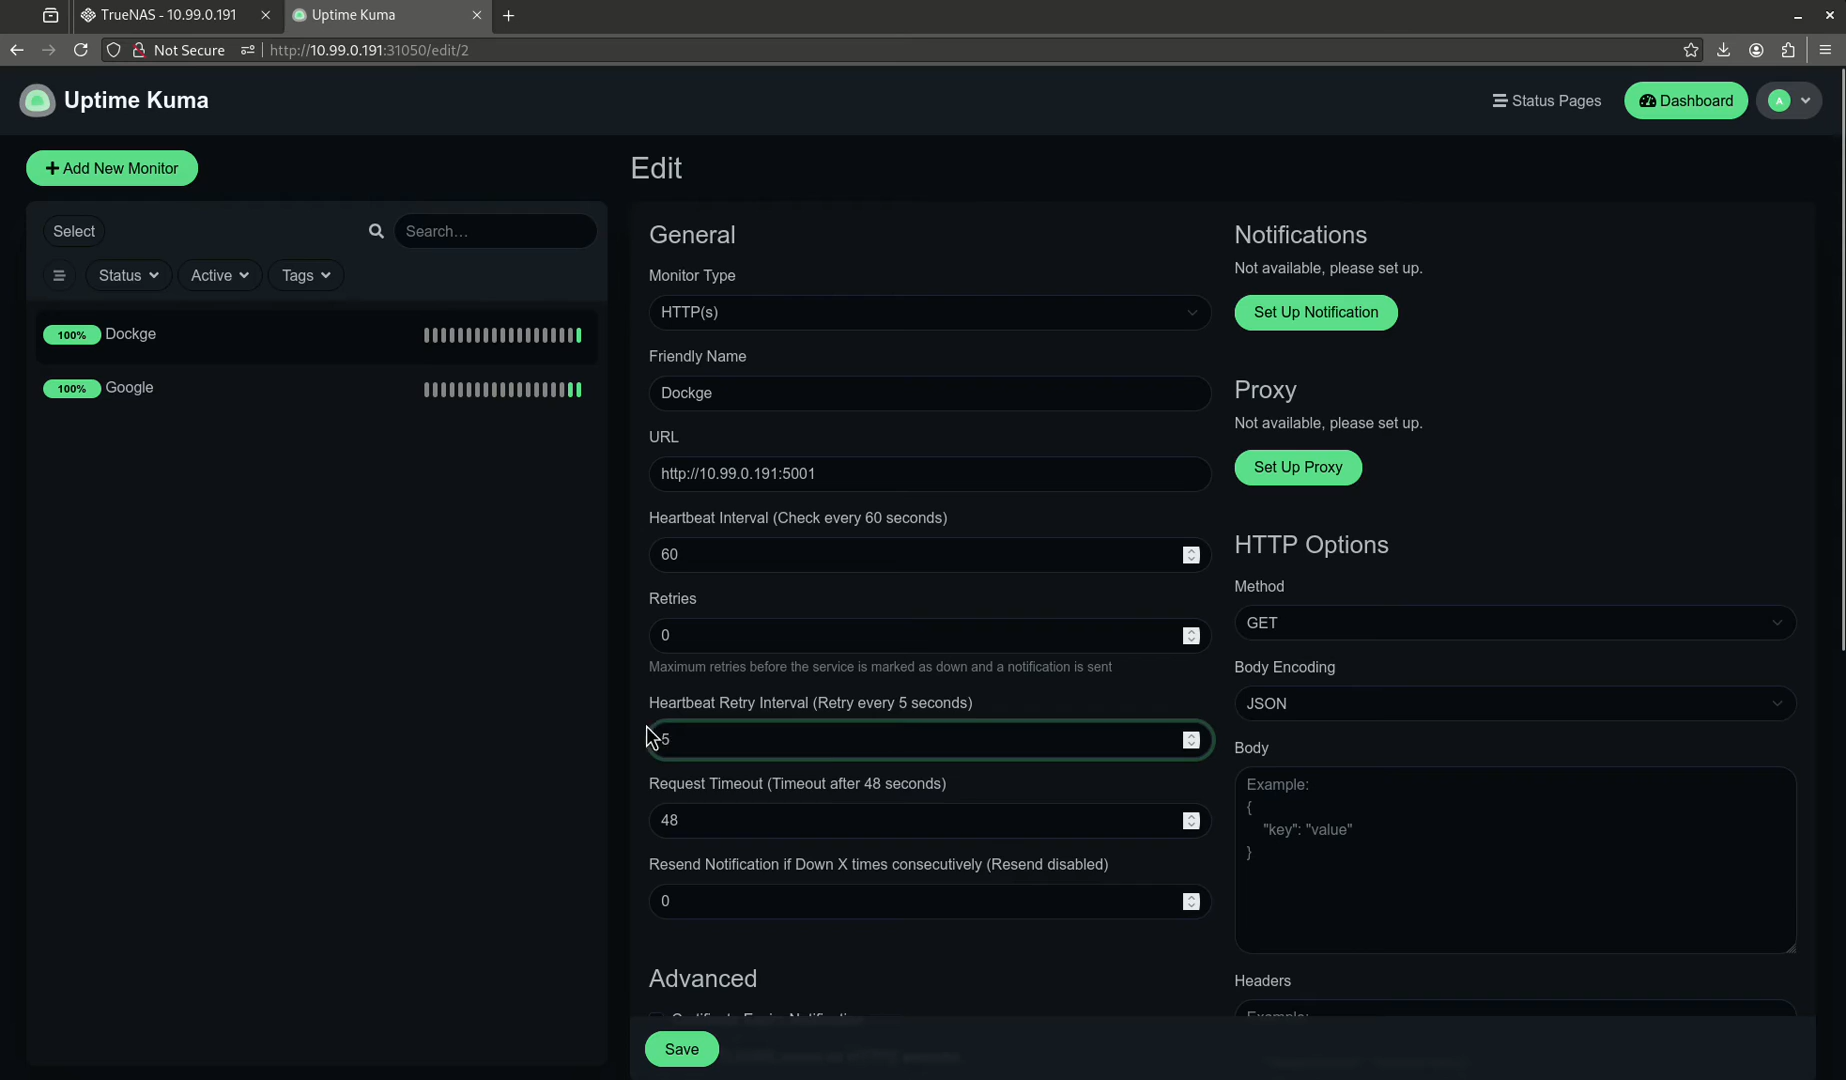 TrueNAS - 10.99.0.191
Uptime Kuma
Not Secure
http://10.99.0.191:31050/edit/2
Uptime Kuma
Status Pages
Dashboard
A
Add New Monitor
Edit
Select
Search...
Status
Active
Tags
100% Dockge
100% Google
General
Monitor Type
HTTP(s)
Friendly Name
Dockge
URL
http://10.99.0.191:5001
Heartbeat Interval (Check every 60 seconds)
60
Retries
0
Maximum retries before the service is marked as down and a notification is sent
Heartbeat Retry Interval (Retry every 5 seconds)
5
Request Timeout (Timeout after 48 seconds)
48
Resend Notification if Down X times consecutively (Resend disabled)
0
Advanced
Save
Notifications
Not available, please set up.
Set Up Notification
Proxy
Not available, please set up.
Set Up Proxy
HTTP Options
Method
GET
Body Encoding
JSON
Body
Example:
{
"key": "value"
}
Headers
Example: